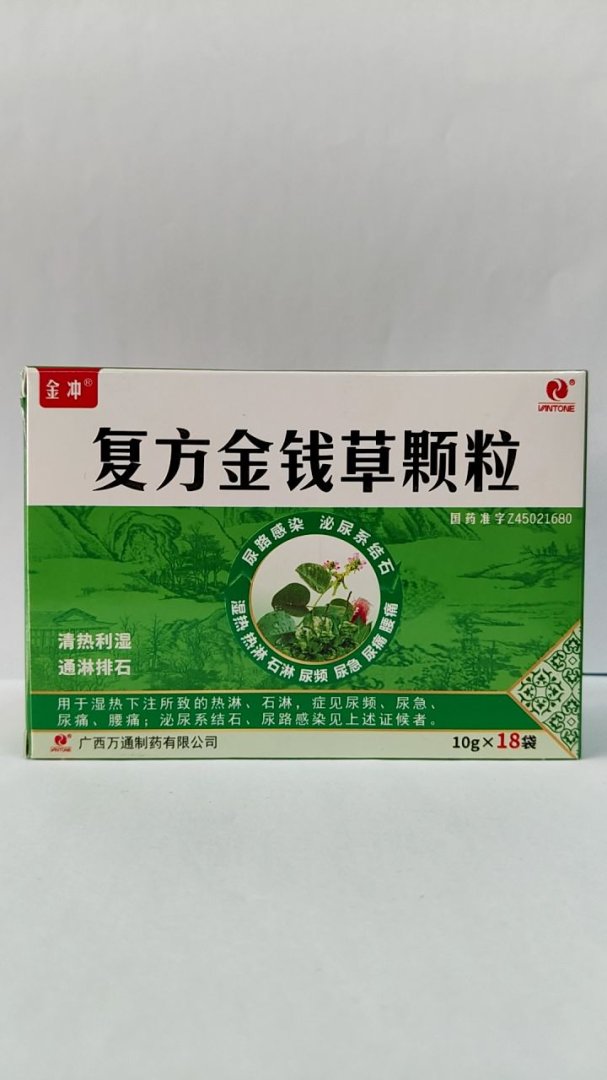 金冲®
VANTONE®
复方金钱草颗粒
国药准字Z45021680
尿路感染 泌尿系结石
湿热 热淋 石淋 尿频 尿急 尿痛 腰痛
清热利湿
通淋排石
用于湿热下注所致的热淋、石淋，症见尿频、尿急、
尿痛、腰痛；泌尿系结石、尿路感染见上述证候者。
VANTONE 广西万通制药有限公司
10g×18袋